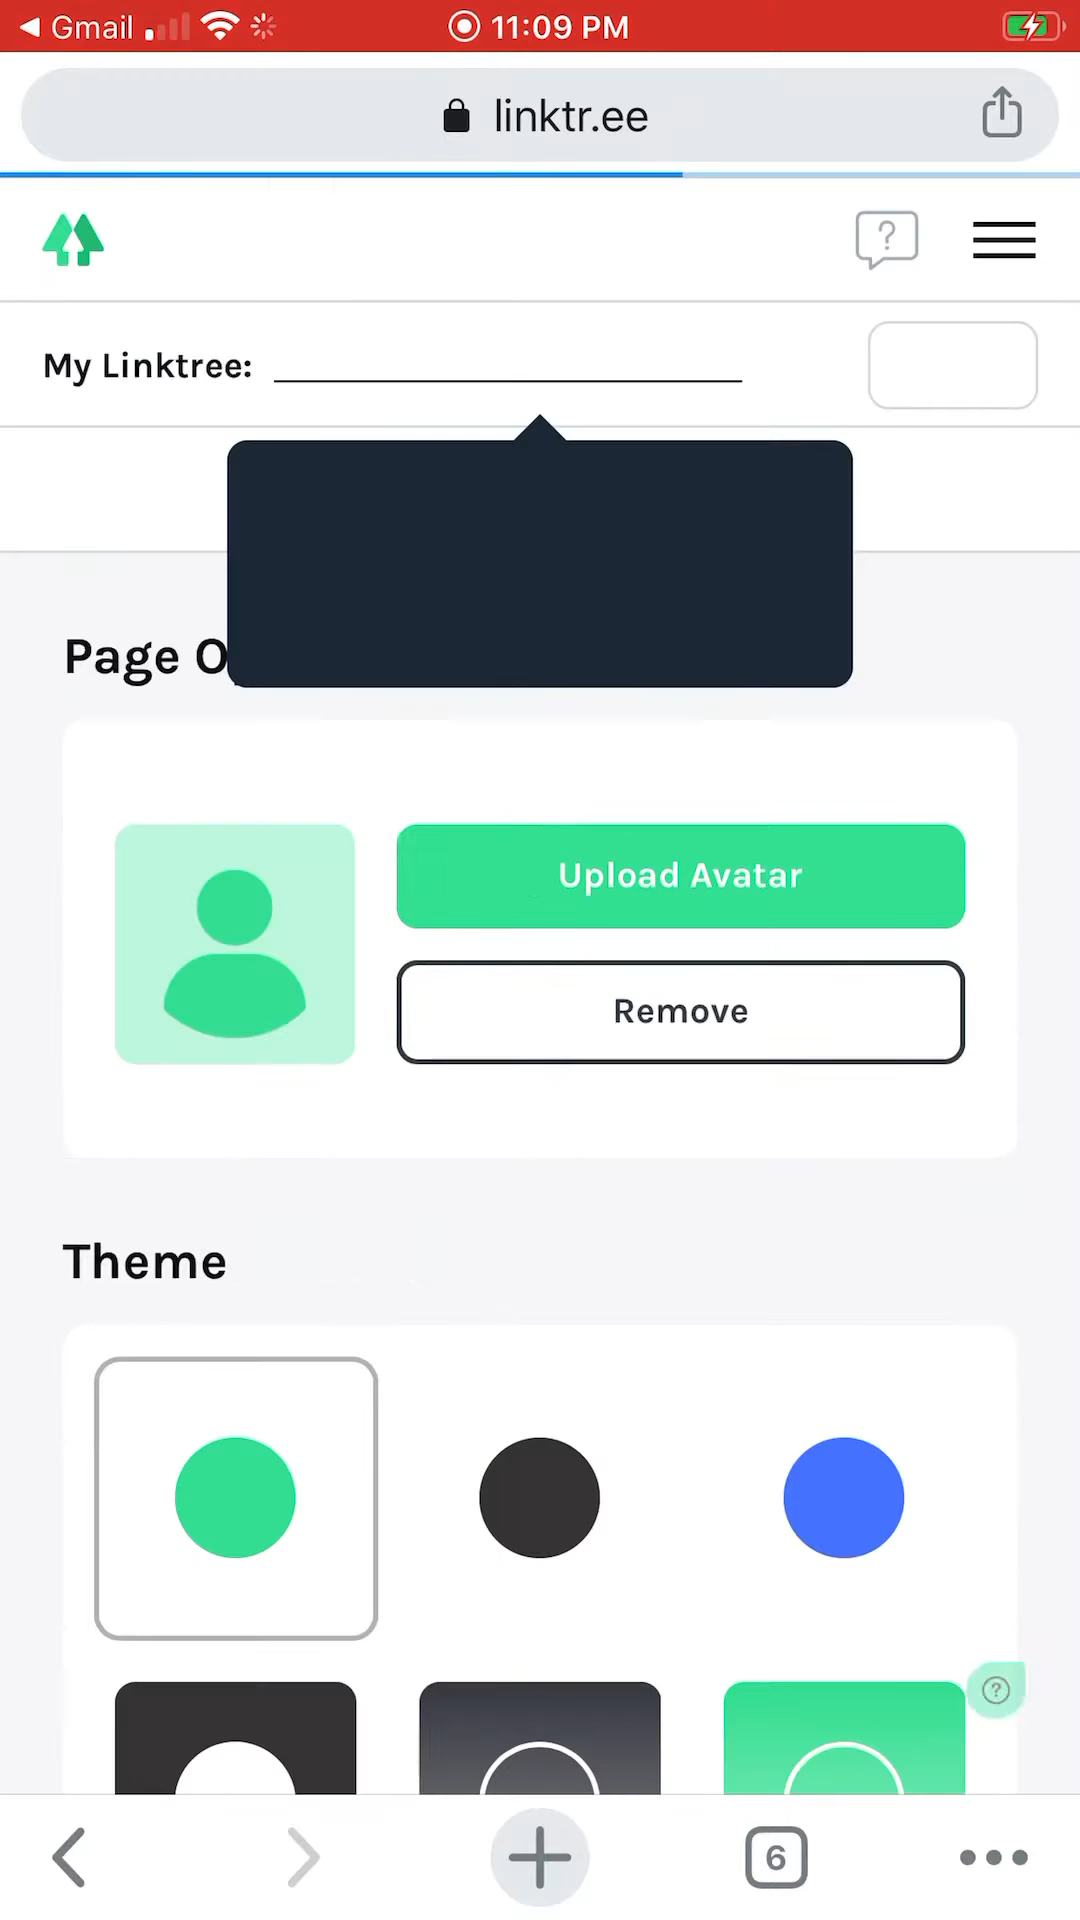 Gmail
11:09 PM
linktr.ee
?
My Linktree:
Page O
Upload Avatar
Remove
Theme
?
6